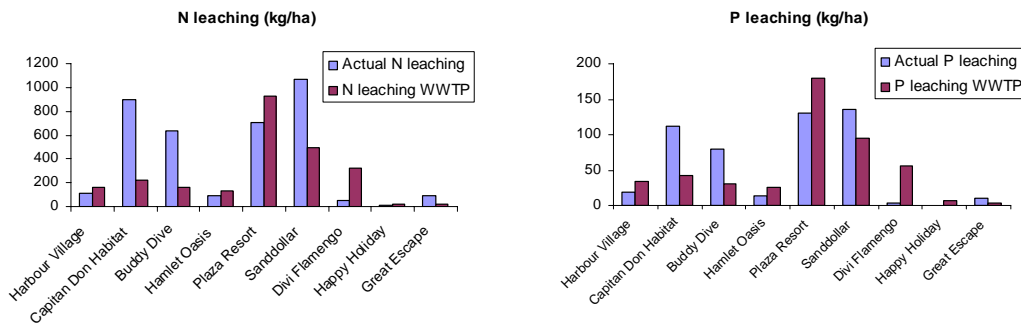 N leaching (kg/ha)
1200
1000
800
600
400
200
0
Actual N leaching
N leaching WWTP
Harbour Village
Capitan Don Habitat
Buddy Dive
Hamlet Oasis
Plaza Resort
Sanddollar
Divi Flamengo
Happy Holiday
Great Escape
P leaching (kg/ha)
200
150
100
50
0
Actual P leaching
P leaching WWTP
Harbour Village
Capitan Don Habitat
Buddy Dive
Hamlet Oasis
Plaza Resort
Sanddollar
Divi Flamengo
Happy Holiday
Great Escape